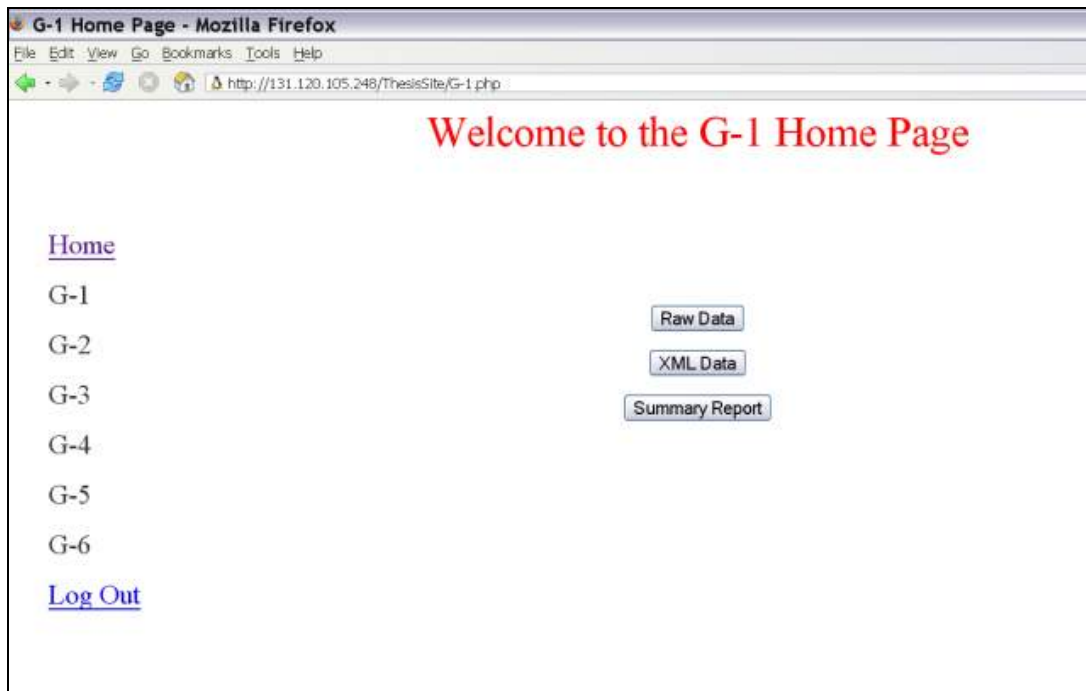 G-1 Home Page - Mozilla Firefox
File Edit View Go Bookmarks Tools Help
http://131.120.105.248/ThesisSite/G-1.php
Welcome to the G-1 Home Page
Home
G-1
G-2
G-3
G-4
G-5
G-6
Log Out
Raw Data
XML Data
Summary Report